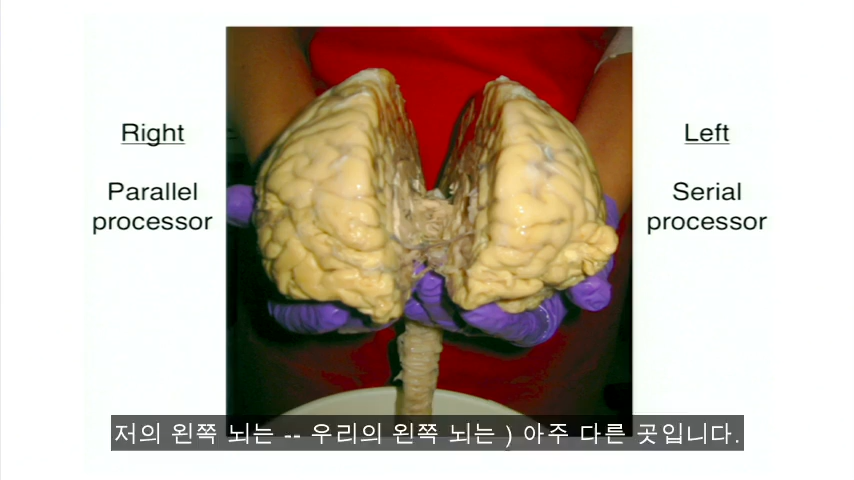 Right
Parallel
processor
Left
Serial
processor
저의 왼쪽 뇌는 -- 우리의 왼쪽 뇌는 ) 아주 다른 곳입니다.